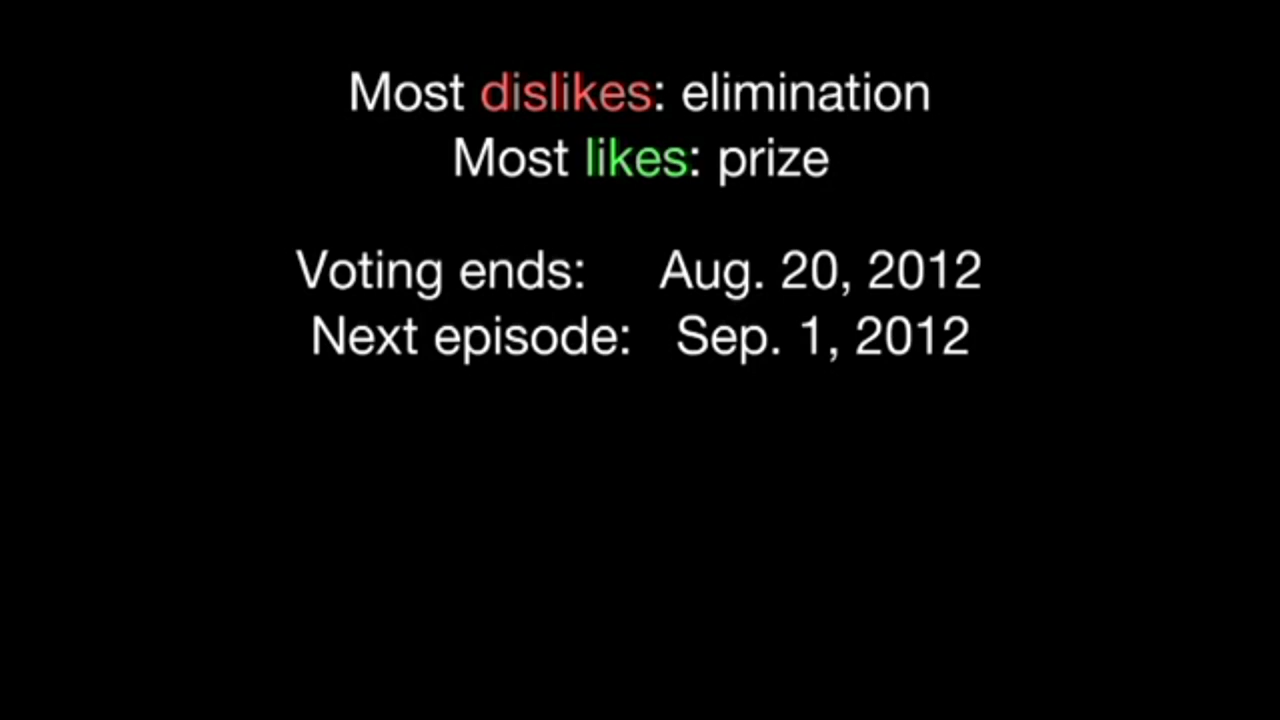 Most dislikes: elimination
Most likes: prize
Voting ends: Aug. 20, 2012
Next episode: Sep. 1, 2012